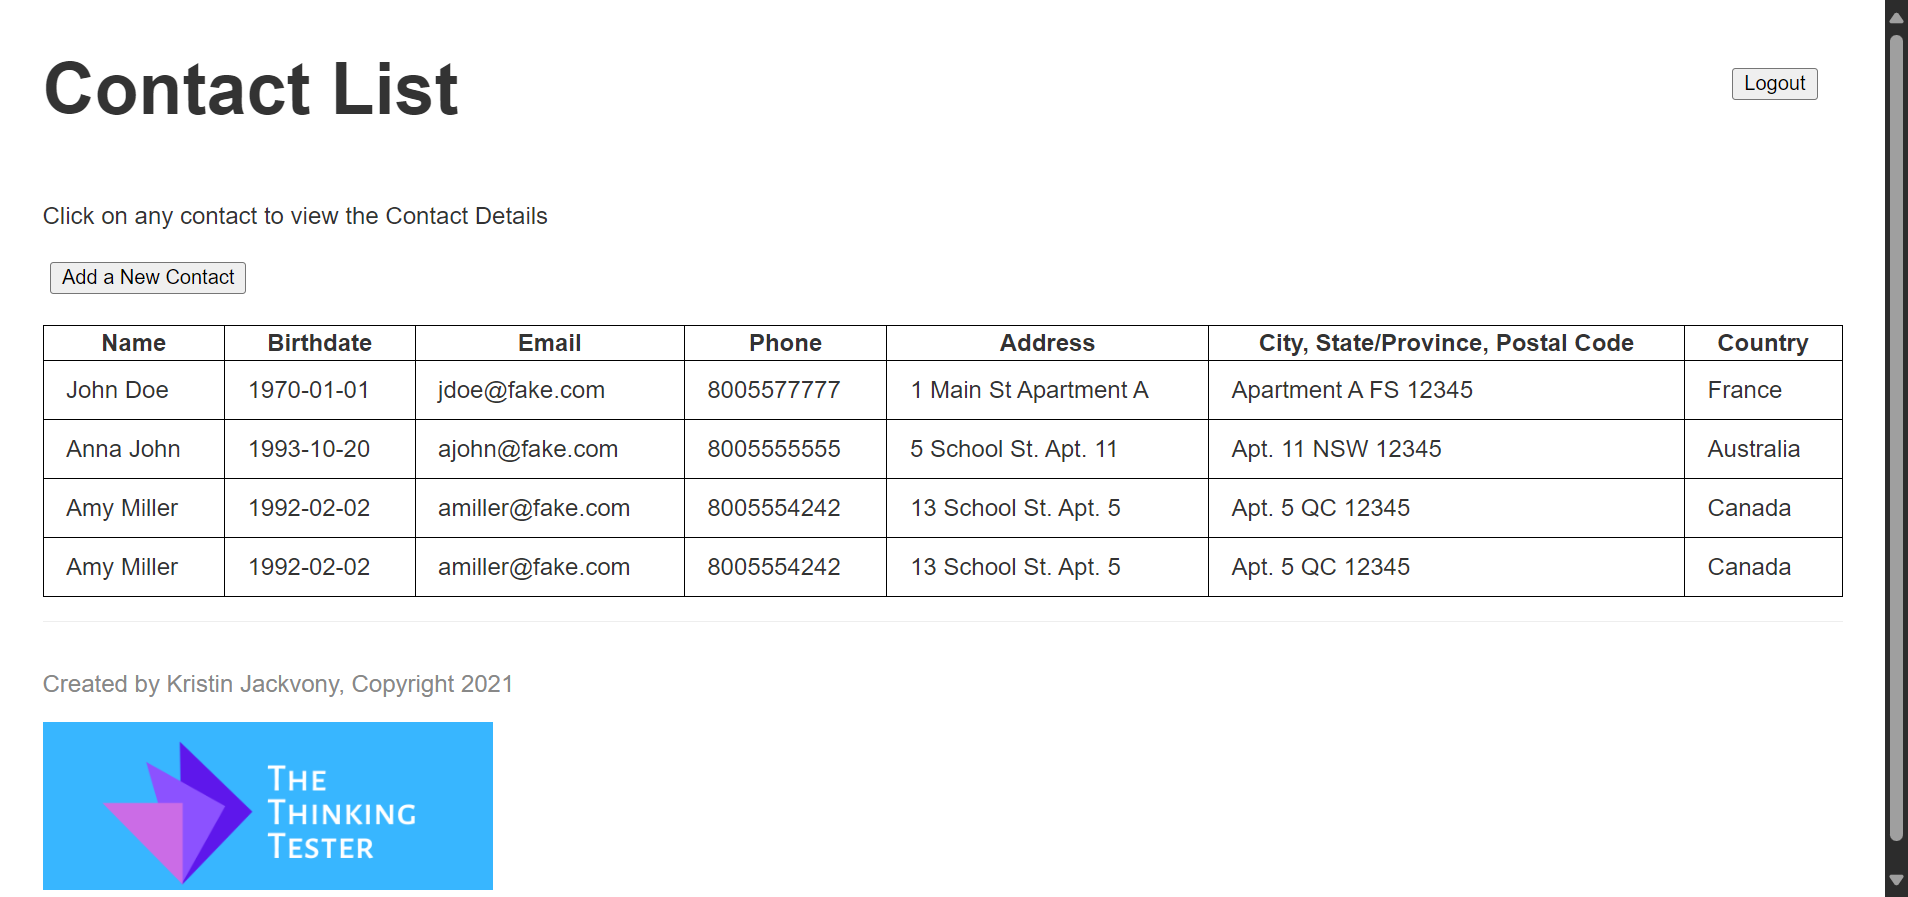 Contact List
Logout
Click on any contact to view the Contact Details
Add a New Contact
Name Birthdate Email Phone Address City, State/Province, Postal Code Country
John Doe 1970-01-01 jdoe@fake.com 8005577777 1 Main St Apartment A Apartment A FS 12345 France
Anna John 1993-10-20 ajohn@fake.com 8005555555 5 School St. Apt. 11 Apt. 11 NSW 12345 Australia
Amy Miller 1992-02-02 amiller@fake.com 8005554242 13 School St. Apt. 5 Apt. 5 QC 12345 Canada
Amy Miller 1992-02-02 amiller@fake.com 8005554242 13 School St. Apt. 5 Apt. 5 QC 12345 Canada
Created by Kristin Jackvony, Copyright 2021
THE
THINKING
TESTER